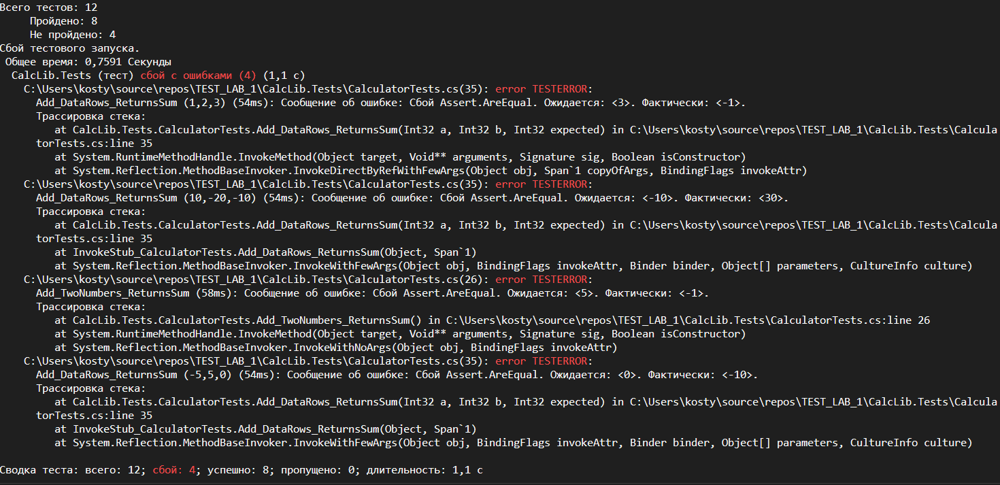 Всего тестов: 12
Пройдено: 8
Не пройдено: 4
Сбой тестового запуска.
Общее время: 0,7591 Секунды
CalcLib.Tests (тест) сбой с ошибками (4) (1,1 с)
C:\Users\kosty\source\repos\TEST_LAB_1\CalcLib.Tests\CalculatorTests.cs(35): error TESTERROR:
Add_DataRows_ReturnsSum (1,2,3) (54ms): Сообщение об ошибке: Сбой Assert.AreEqual. Ожидается: <3>. Фактически: <-1>.
Трассировка стека:
at CalcLib.Tests.CalculatorTests.Add_DataRows_ReturnsSum(Int32 a, Int32 b, Int32 expected) in C:\Users\kosty\source\repos\TEST_LAB_1\CalcLib.Tests\Calcula
torTests.cs:line 35
at System.RuntimeMethodHandle.InvokeMethod(Object target, Void** arguments, Signature sig, Boolean isConstructor)
at System.Reflection.MethodBaseInvoker.InvokeDirectByRefWithFewArgs(Object obj, Span`1 copyOfArgs, BindingFlags invokeAttr)
C:\Users\kosty\source\repos\TEST_LAB_1\CalcLib.Tests\CalculatorTests.cs(35): error TESTERROR:
Add_DataRows_ReturnsSum (10,-20,-10) (54ms): Сообщение об ошибке: Сбой Assert.AreEqual. Ожидается: <-10>. Фактически: <30>.
Трассировка стека:
at CalcLib.Tests.CalculatorTests.Add_DataRows_ReturnsSum(Int32 a, Int32 b, Int32 expected) in C:\Users\kosty\source\repos\TEST_LAB_1\CalcLib.Tests\Calcula
torTests.cs:line 35
at InvokeStub_CalculatorTests.Add_DataRows_ReturnsSum(Object, Span`1)
at System.Reflection.MethodBaseInvoker.InvokeWithFewArgs(Object obj, BindingFlags invokeAttr, Binder binder, Object[] parameters, CultureInfo culture)
C:\Users\kosty\source\repos\TEST_LAB_1\CalcLib.Tests\CalculatorTests.cs(26): error TESTERROR:
Add_TwoNumbers_ReturnsSum (58ms): Сообщение об ошибке: Сбой Assert.AreEqual. Ожидается: <5>. Фактически: <-1>.
Трассировка стека:
at CalcLib.Tests.CalculatorTests.Add_TwoNumbers_ReturnsSum() in C:\Users\kosty\source\repos\TEST_LAB_1\CalcLib.Tests\CalculatorTests.cs:line 26
at System.RuntimeMethodHandle.InvokeMethod(Object target, Void** arguments, Signature sig, Boolean isConstructor)
at System.Reflection.MethodBaseInvoker.InvokeWithNoArgs(Object obj, BindingFlags invokeAttr)
C:\Users\kosty\source\repos\TEST_LAB_1\CalcLib.Tests\CalculatorTests.cs(35): error TESTERROR:
Add_DataRows_ReturnsSum (-5,5,0) (54ms): Сообщение об ошибке: Сбой Assert.AreEqual. Ожидается: <0>. Фактически: <-10>.
Трассировка стека:
at CalcLib.Tests.CalculatorTests.Add_DataRows_ReturnsSum(Int32 a, Int32 b, Int32 expected) in C:\Users\kosty\source\repos\TEST_LAB_1\CalcLib.Tests\Calcula
torTests.cs:line 35
at InvokeStub_CalculatorTests.Add_DataRows_ReturnsSum(Object, Span`1)
at System.Reflection.MethodBaseInvoker.InvokeWithFewArgs(Object obj, BindingFlags invokeAttr, Binder binder, Object[] parameters, CultureInfo culture)
Сводка теста: всего: 12; сбой: 4; успешно: 8; пропущено: 0; длительность: 1,1 с